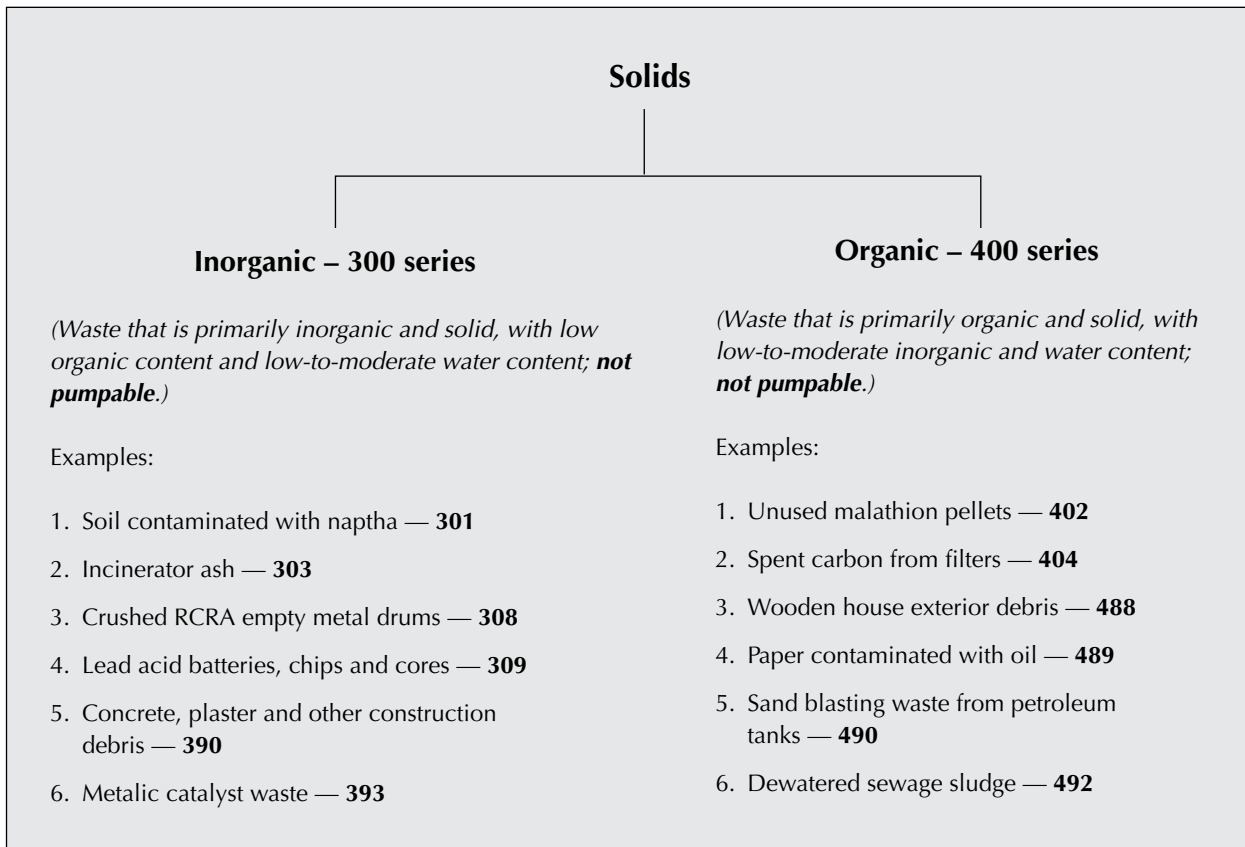 Solids
Inorganic – 300 series
(Waste that is primarily inorganic and solid, with low
organic content and low-to-moderate water content; not
pumpable.)
Examples:
1. Soil contaminated with naptha — 301
2. Incinerator ash — 303
3. Crushed RCRA empty metal drums — 308
4. Lead acid batteries, chips and cores — 309
5. Concrete, plaster and other construction
debris — 390
6. Metalic catalyst waste — 393
Organic – 400 series
(Waste that is primarily organic and solid, with
low-to-moderate inorganic and water content;
not pumpable.)
Examples:
1. Unused malathion pellets — 402
2. Spent carbon from filters — 404
3. Wooden house exterior debris — 488
4. Paper contaminated with oil — 489
5. Sand blasting waste from petroleum
tanks — 490
6. Dewatered sewage sludge — 492